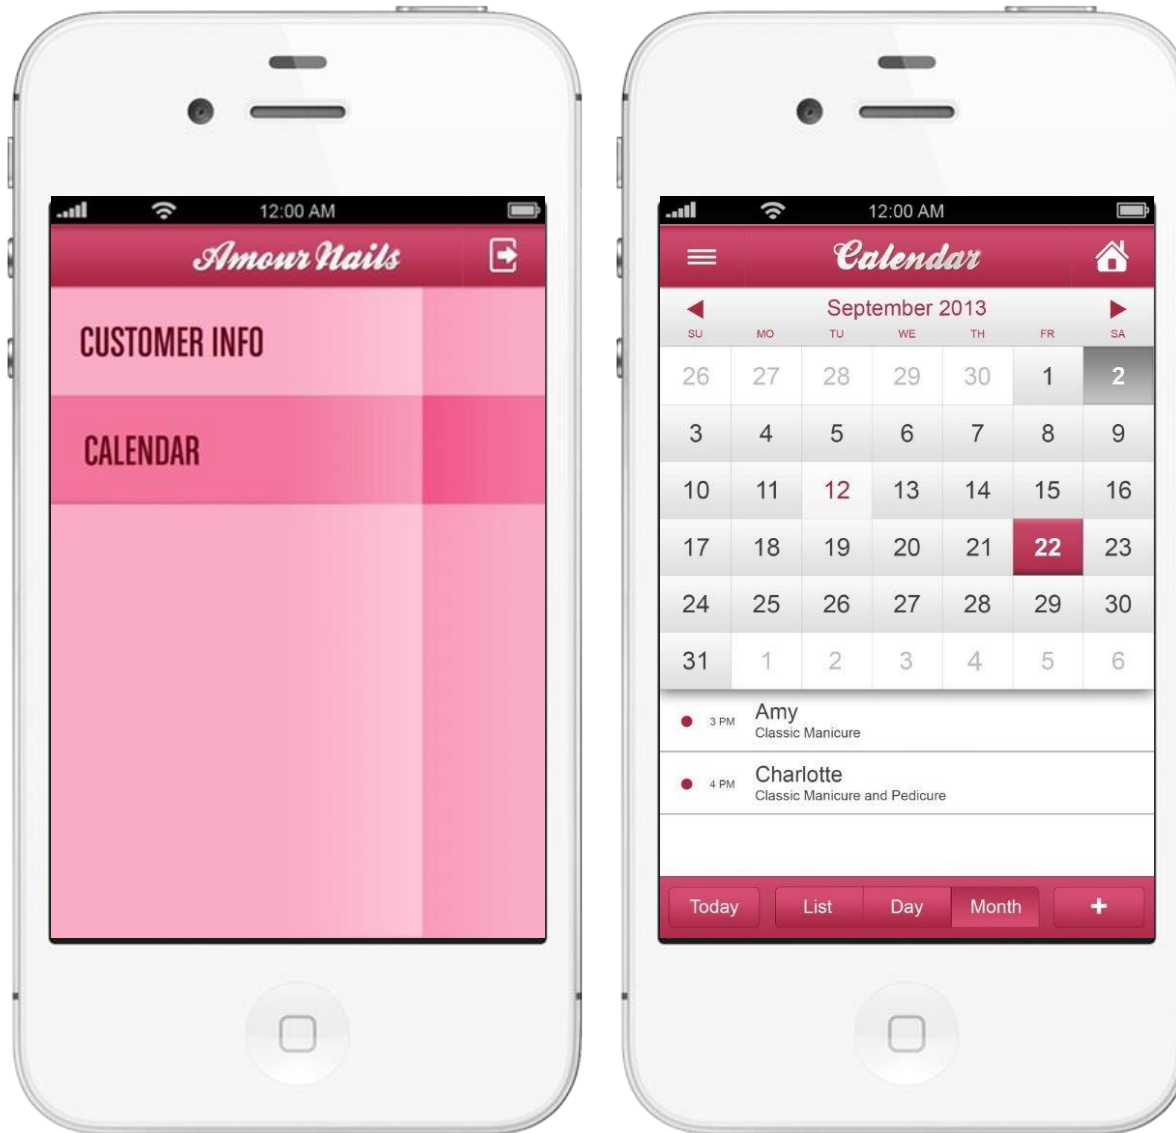 12:00 AM
Amour Nails
CUSTOMER INFO
CALENDAR
12:00 AM
Calendar
September 2013
SU MO TU WE TH FR SA
26 27 28 29 30 1 2
3 4 5 6 7 8 9
10 11 12 13 14 15 16
17 18 19 20 21 22 23
24 25 26 27 28 29 30
31 1 2 3 4 5 6
3 PM Amy
Classic Manicure
4 PM Charlotte
Classic Manicure and Pedicure
Today List Day Month +